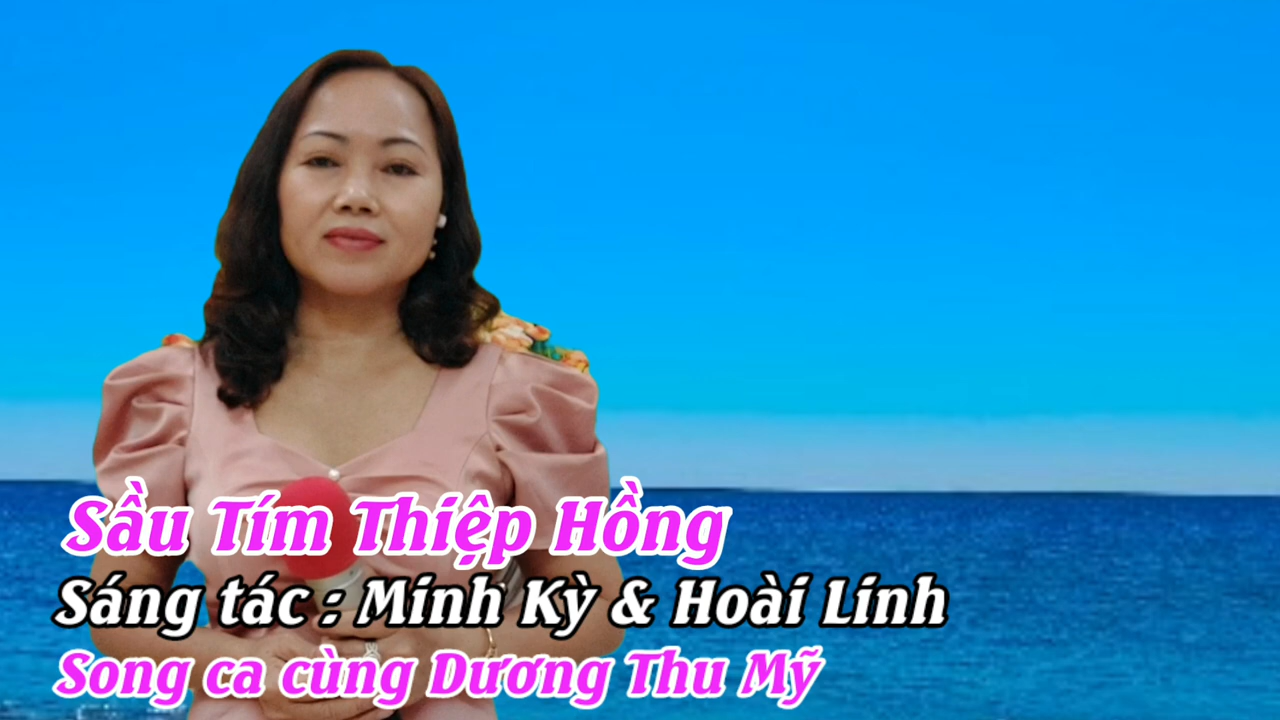 Sầu Tím Thiệp Hồng
Sáng tác : Minh Kỳ & Hoài Linh
Song ca cùng Dương Thu Mỹ